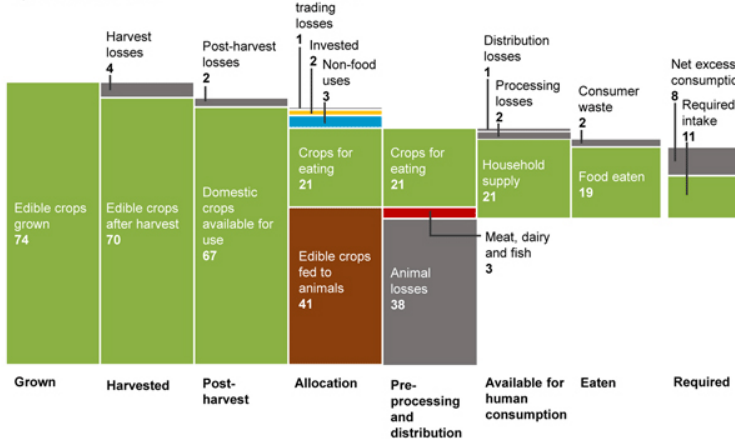 trading
losses
1
Harvest
losses
4
Post-harvest
losses
2
Invested
2
Non-food
uses
3
Distribution
losses
1
Processing
losses
2
Consumer
waste
2
Net excess
consumption
8
Required
intake
11
Edible crops
grown
74
Edible crops
after harvest
70
Domestic
crops
available for
use
67
Crops for
eating
21
Edible crops
fed to
animals
41
Crops for
eating
21
Animal
losses
38
Meat, dairy
and fish
3
Household
supply
21
Food eaten
19
Grown
Harvested
Post-
harvest
Allocation
Pre-
processing
and
distribution
Available for
human
consumption
Eaten
Required